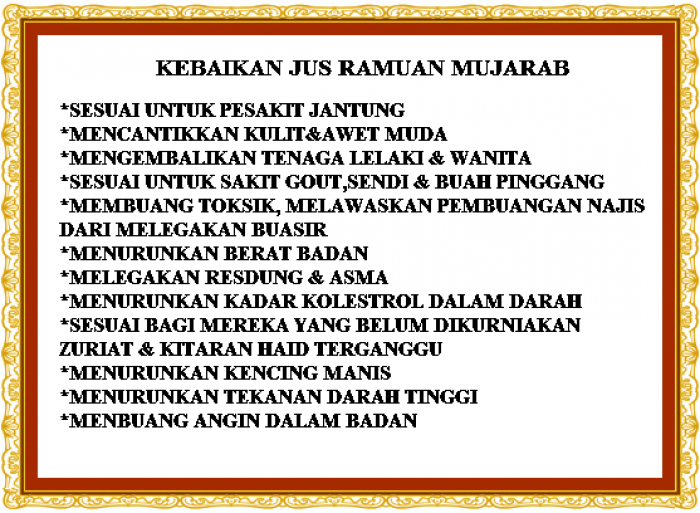 KEBAIKAN JUS RAMUAN MUJARAB
*SESUAI UNTUK PESAKIT JANTUNG
*MENCANTIKKAN KULIT&AWET MUDA
*MENGEMBALIKAN TENAGA LELAKI & WANITA
*SESUAI UNTUK SAKIT GOUT,SENDI & BUAH PINGGANG
*MEMBUANG TOKSIK, MELAWASKAN PEMBUANGAN NAJIS
DARI MELEGAKAN BUASIR
*MENURUNKAN BERAT BADAN
*MELEGAKAN RESDUNG & ASMA
*MENURUNKAN KADAR KOLESTROL DALAM DARAH
*SESUAI BAGI MEREKA YANG BELUM DIKURNIAKAN
ZURIAT & KITARAN HAID TERGANGGU
*MENURUNKAN KENCING MANIS
*MENURUNKAN TEKANAN DARAH TINGGI
*MENBUANG ANGIN DALAM BADAN